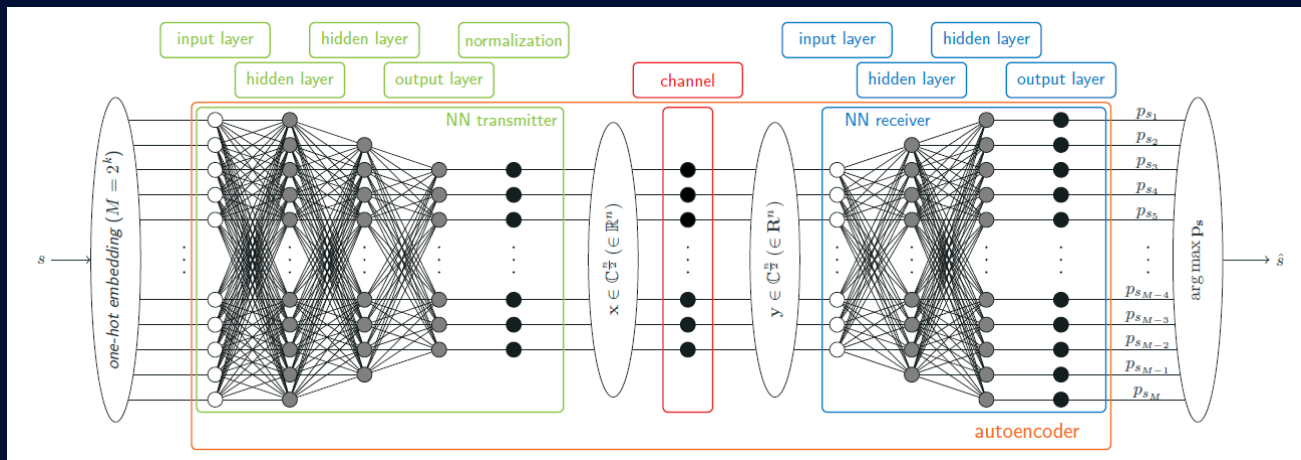 input layer
hidden layer
normalization
input layer
hidden layer
hidden layer
output layer
channel
hidden layer
output layer
NN transmitter
NN receiver
s
one-hot embedding (M = 2^k)
x ∈ ℂ^{n/2} (∈ ℝ^n)
y ∈ ℂ^{n/2} (∈ R^n)
p_{s_1}
p_{s_2}
p_{s_3}
p_{s_4}
p_{s_5}
p_{s_{M-4}}
p_{s_{M-3}}
p_{s_{M-2}}
p_{s_{M-1}}
p_{s_M}
arg max p_s
ŝ
autoencoder